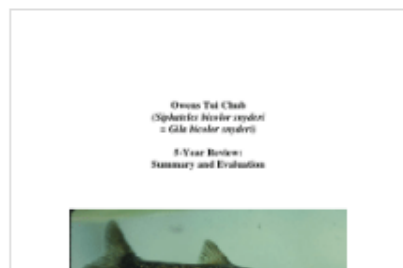 Owens Tui Chub
(Siphateles bicolor snyderi
= Gila bicolor snyderi)
5-Year Review:
Summary and Evaluation